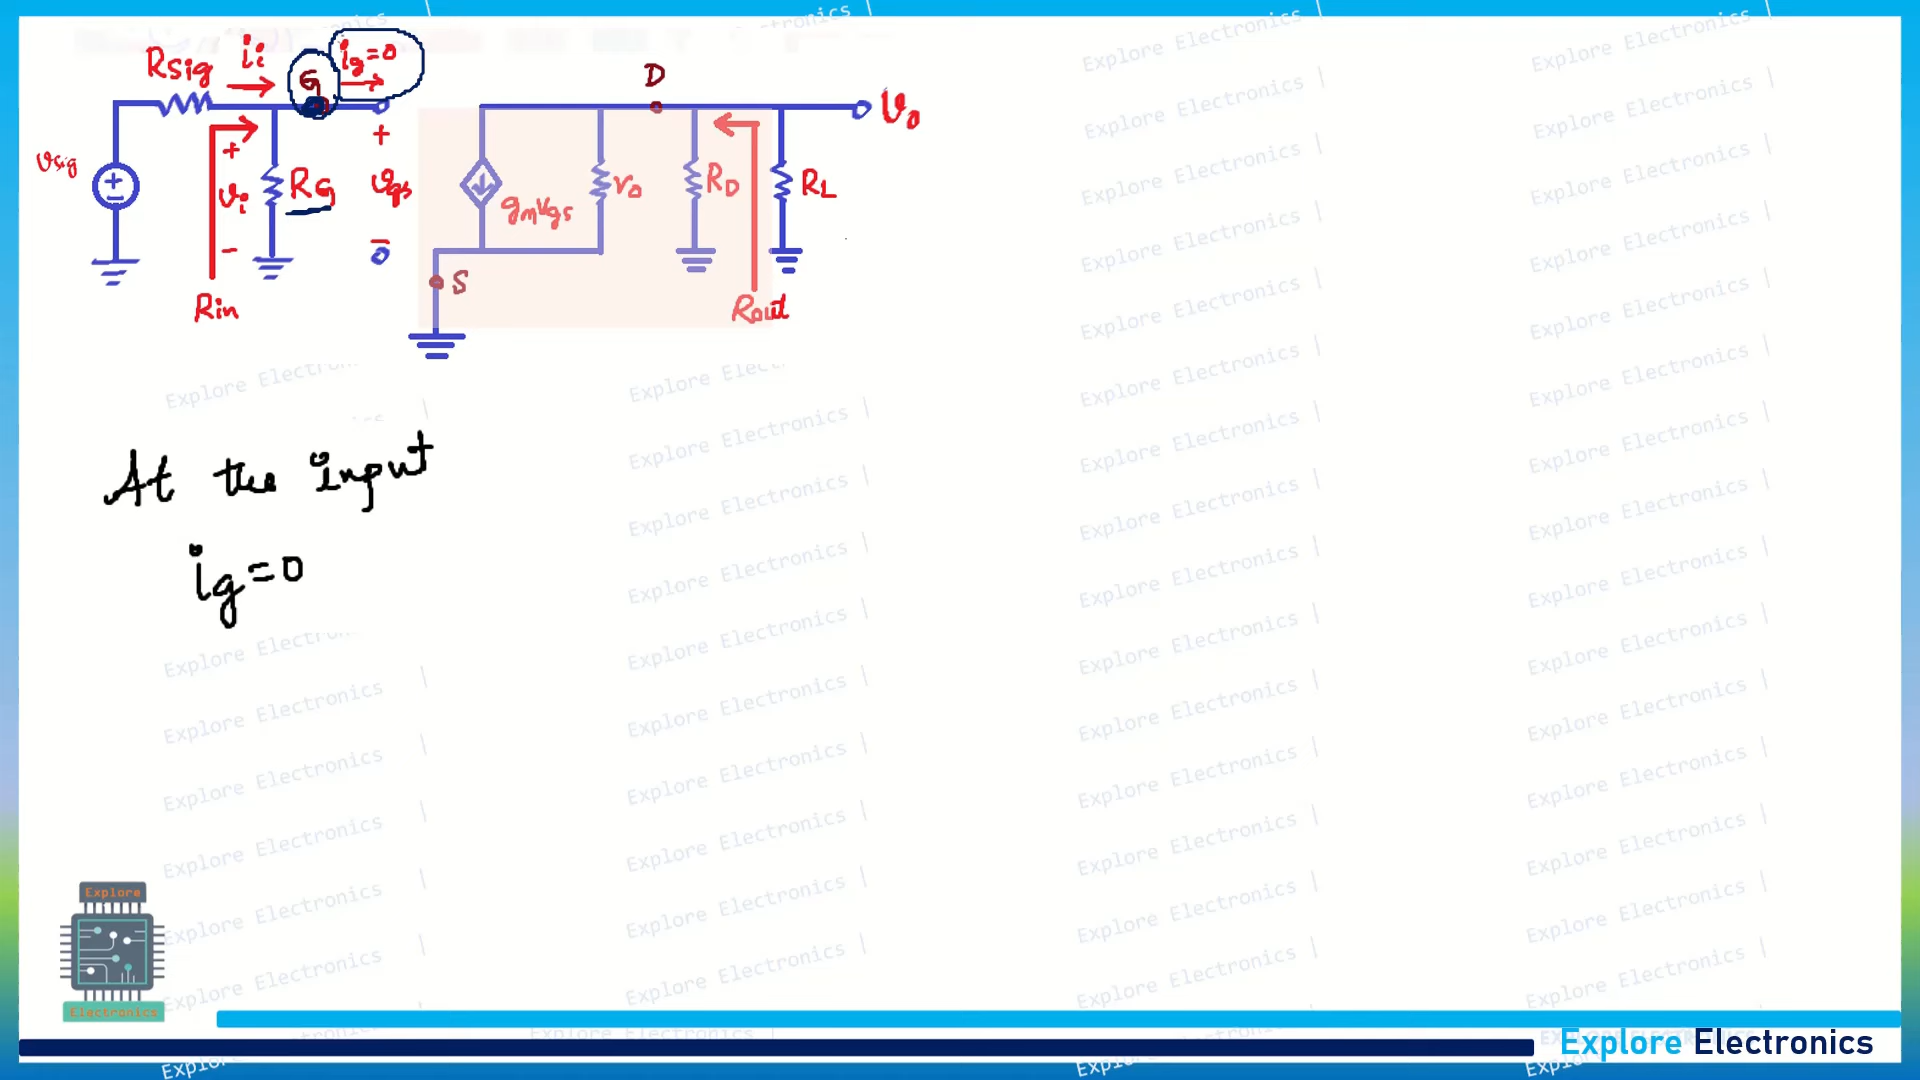 Rsig ii G ig=0
D
vo
vsig + vi - RG + vgs -
gmvgs ro RD RL
S
Rin
Rout
At the input
ig=0
Explore
Electronics
Explore Electronics